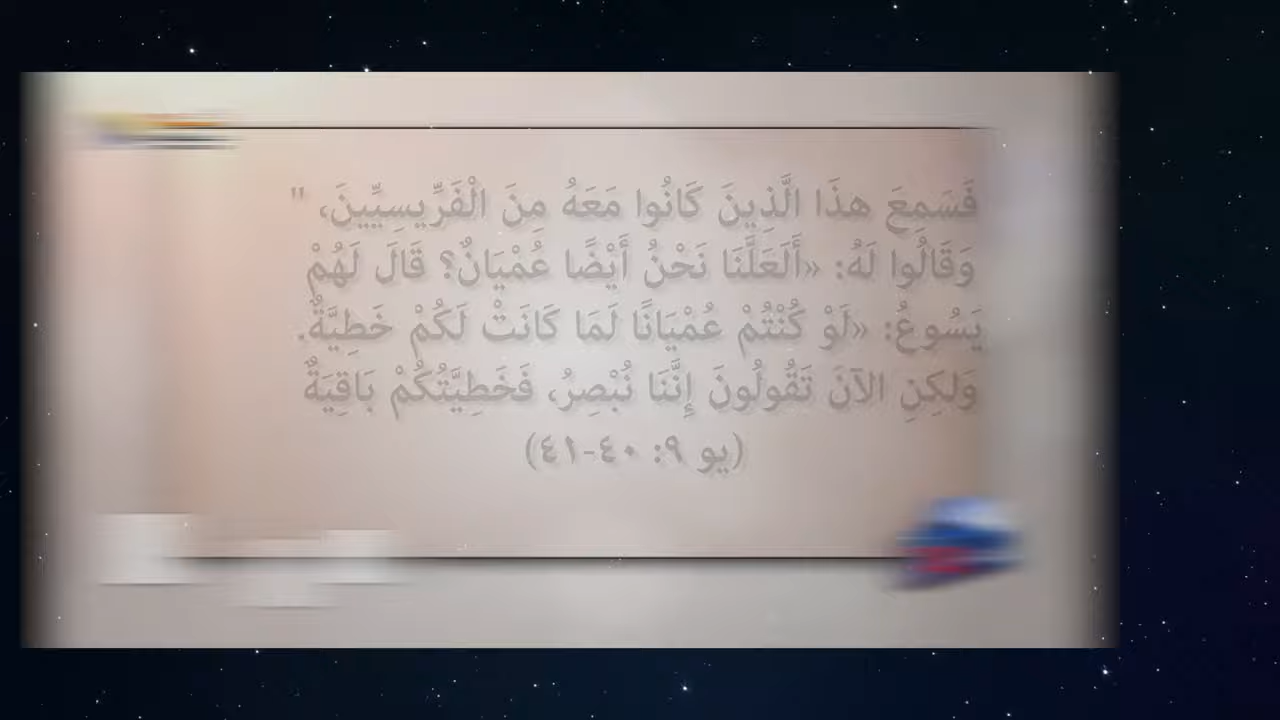 فَسَمِعَ هذَا الَّذِينَ كَانُوا مَعَهُ مِنَ الْفَرِّيسِيِّينَ، "
وَقَالُوا لَهُ: «أَلَعَلَّنَا نَحْنُ أَيْضًا عُمْيَانٌ؟ قَالَ لَهُمْ
يَسُوعُ: «لَوْ كُنْتُمْ عُمْيَانًا لَمَا كَانَتْ لَكُمْ خَطِيَّةٌ.
وَلكِنِ الآنَ تَقُولُونَ إِنَّنَا نُبْصِرُ، فَخَطِيَّتُكُمْ بَاقِيَةٌ
(يو ٩: ٤٠-٤١)